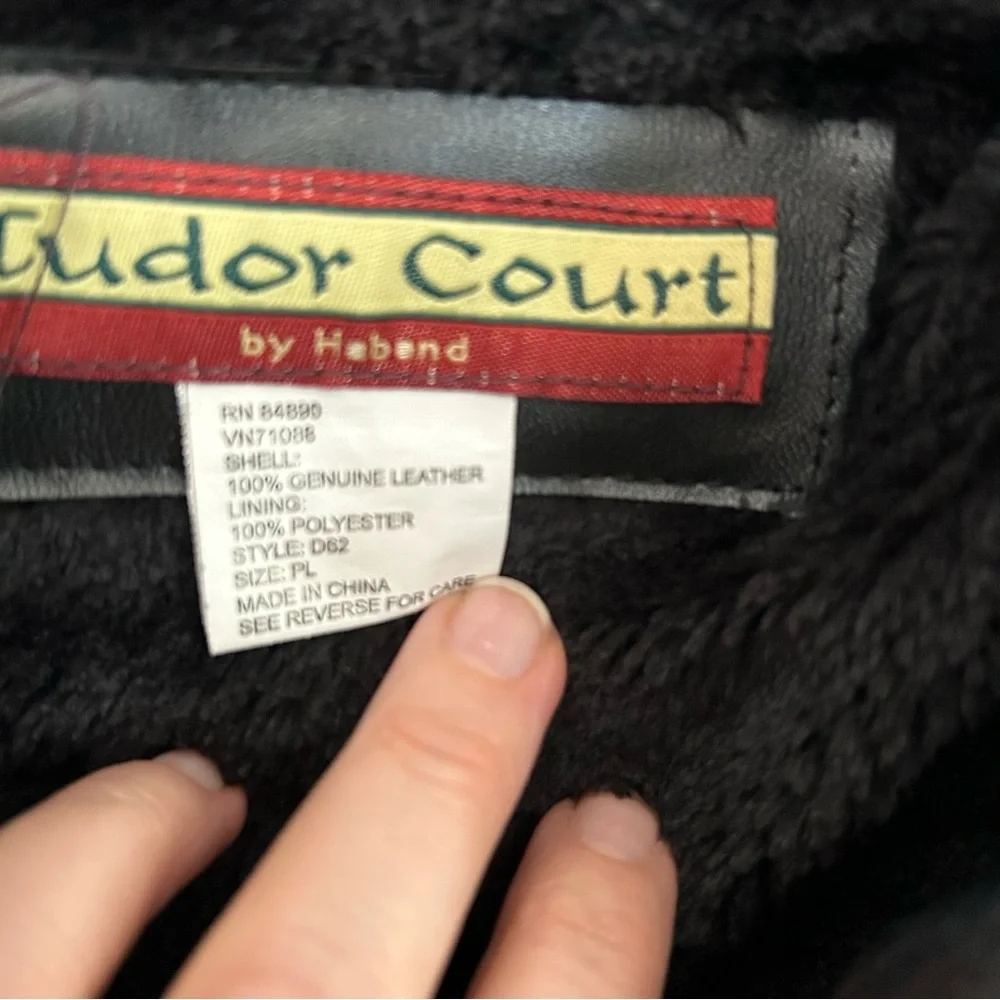 Tudor Court
by Haband
RN 84899
VN71088
SHELL:
100% GENUINE LEATHER
LINING:
100% POLYESTER
STYLE: D62
SIZE: PL
MADE IN CHINA
SEE REVERSE FOR CARE